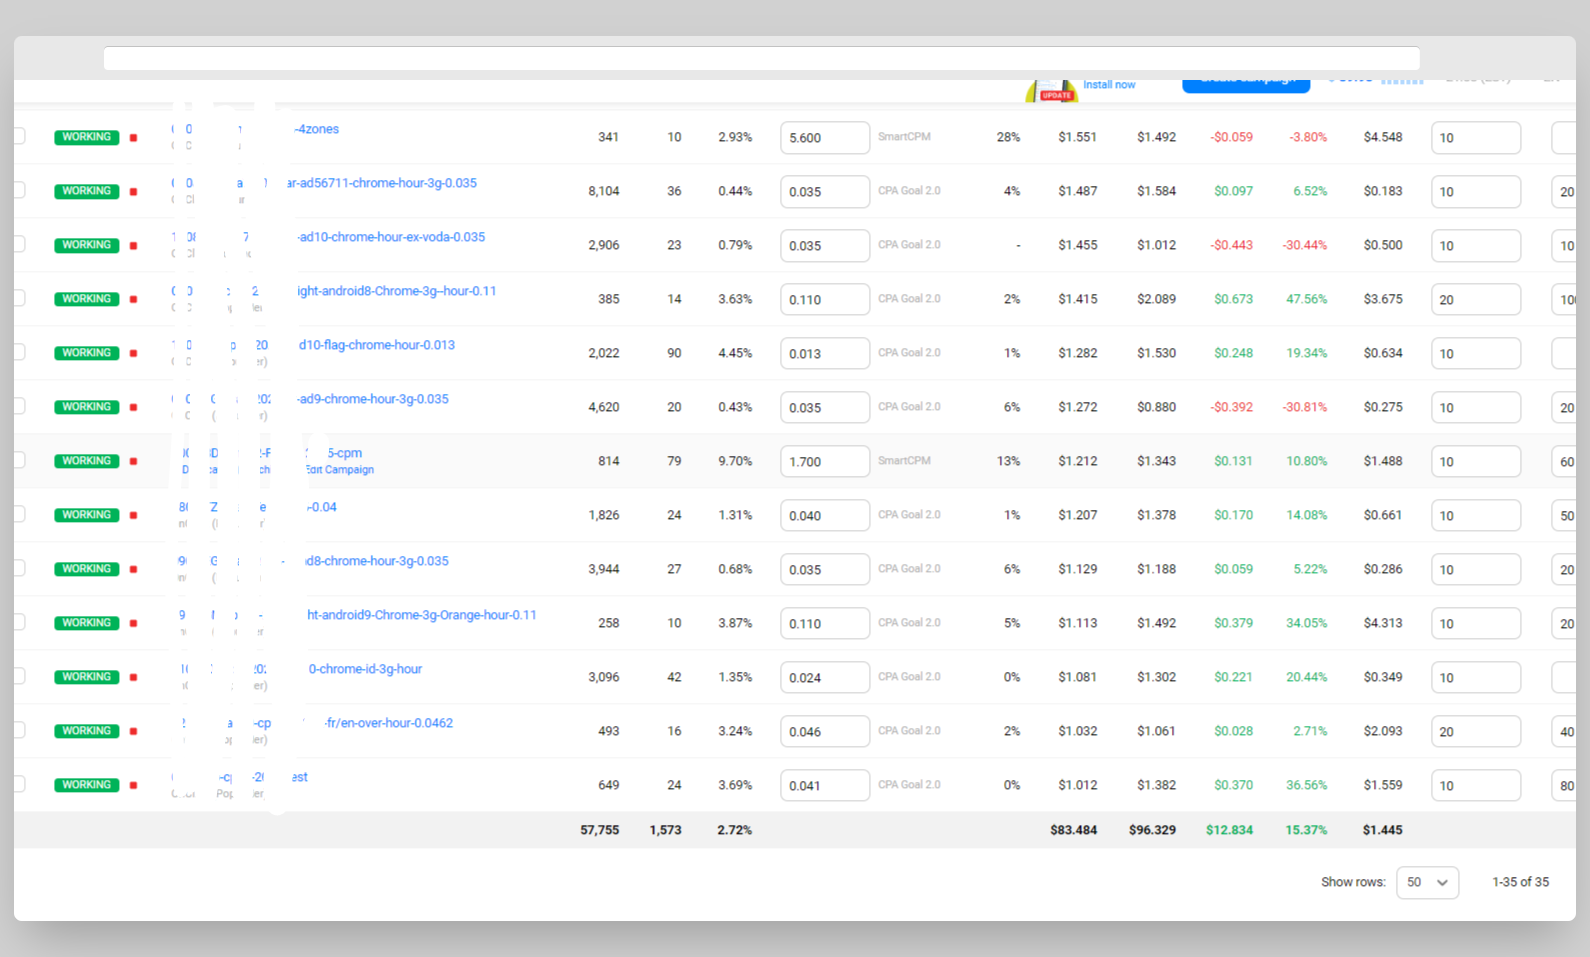 UPDATE Install now
WORKING -4zones 341 10 2.93% 5.600 SmartCPM 28% $1.551 $1.492 -$0.059 -3.80% $4.548 10
WORKING ar-ad56711-chrome-hour-3g-0.035 8,104 36 0.44% 0.035 CPA Goal 2.0 4% $1.487 $1.584 $0.097 6.52% $0.183 10 20
WORKING -ad10-chrome-hour-ex-voda-0.035 2,906 23 0.79% 0.035 CPA Goal 2.0 - $1.455 $1.012 -$0.443 -30.44% $0.500 10 10
WORKING ight-android8-Chrome-3g--hour-0.11 385 14 3.63% 0.110 CPA Goal 2.0 2% $1.415 $2.089 $0.673 47.56% $3.675 20 100
WORKING d10-flag-chrome-hour-0.013 2,022 90 4.45% 0.013 CPA Goal 2.0 1% $1.282 $1.530 $0.248 19.34% $0.634 10
WORKING -ad9-chrome-hour-3g-0.035 4,620 20 0.43% 0.035 CPA Goal 2.0 6% $1.272 $0.880 -$0.392 -30.81% $0.275 10 20
WORKING 5-cpm 814 79 9.70% 1.700 SmartCPM 13% $1.212 $1.343 $0.131 10.80% $1.488 10 60
Edit Campaign
WORKING -0.04 1,826 24 1.31% 0.040 CPA Goal 2.0 1% $1.207 $1.378 $0.170 14.08% $0.661 10 50
WORKING ad8-chrome-hour-3g-0.035 3,944 27 0.68% 0.035 CPA Goal 2.0 6% $1.129 $1.188 $0.059 5.22% $0.286 10 20
WORKING ht-android9-Chrome-3g-Orange-hour-0.11 258 10 3.87% 0.110 CPA Goal 2.0 5% $1.113 $1.492 $0.379 34.05% $4.313 10 20
WORKING 0-chrome-id-3g-hour 3,096 42 1.35% 0.024 CPA Goal 2.0 0% $1.081 $1.302 $0.221 20.44% $0.349 10
WORKING -fr/en-over-hour-0.0462 493 16 3.24% 0.046 CPA Goal 2.0 2% $1.032 $1.061 $0.028 2.71% $2.093 20 40
WORKING est 649 24 3.69% 0.041 CPA Goal 2.0 0% $1.012 $1.382 $0.370 36.56% $1.559 10 80
57,755 1,573 2.72% $83.484 $96.329 $12.834 15.37% $1.445
Show rows: 50 1-35 of 35